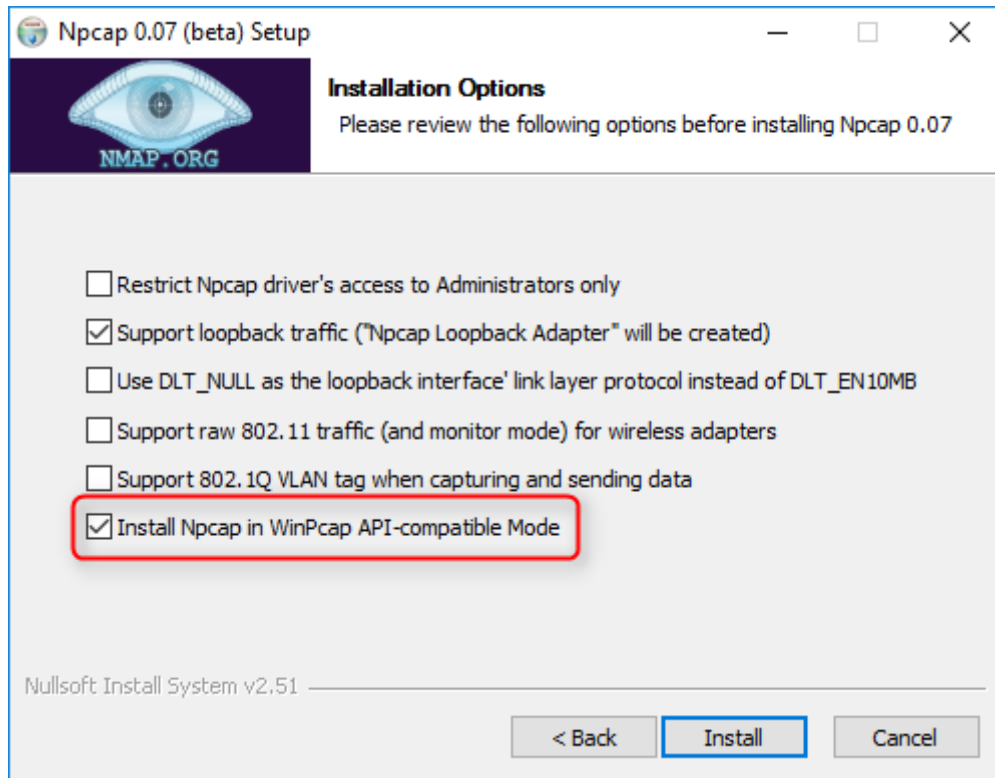 Npcap 0.07 (beta) Setup
NMAP.ORG
Installation Options
Please review the following options before installing Npcap 0.07
Restrict Npcap driver's access to Administrators only
Support loopback traffic ("Npcap Loopback Adapter" will be created)
Use DLT_NULL as the loopback interface' link layer protocol instead of DLT_EN10MB
Support raw 802.11 traffic (and monitor mode) for wireless adapters
Support 802.1Q VLAN tag when capturing and sending data
Install Npcap in WinPcap API-compatible Mode
Nullsoft Install System v2.51
< Back Install Cancel